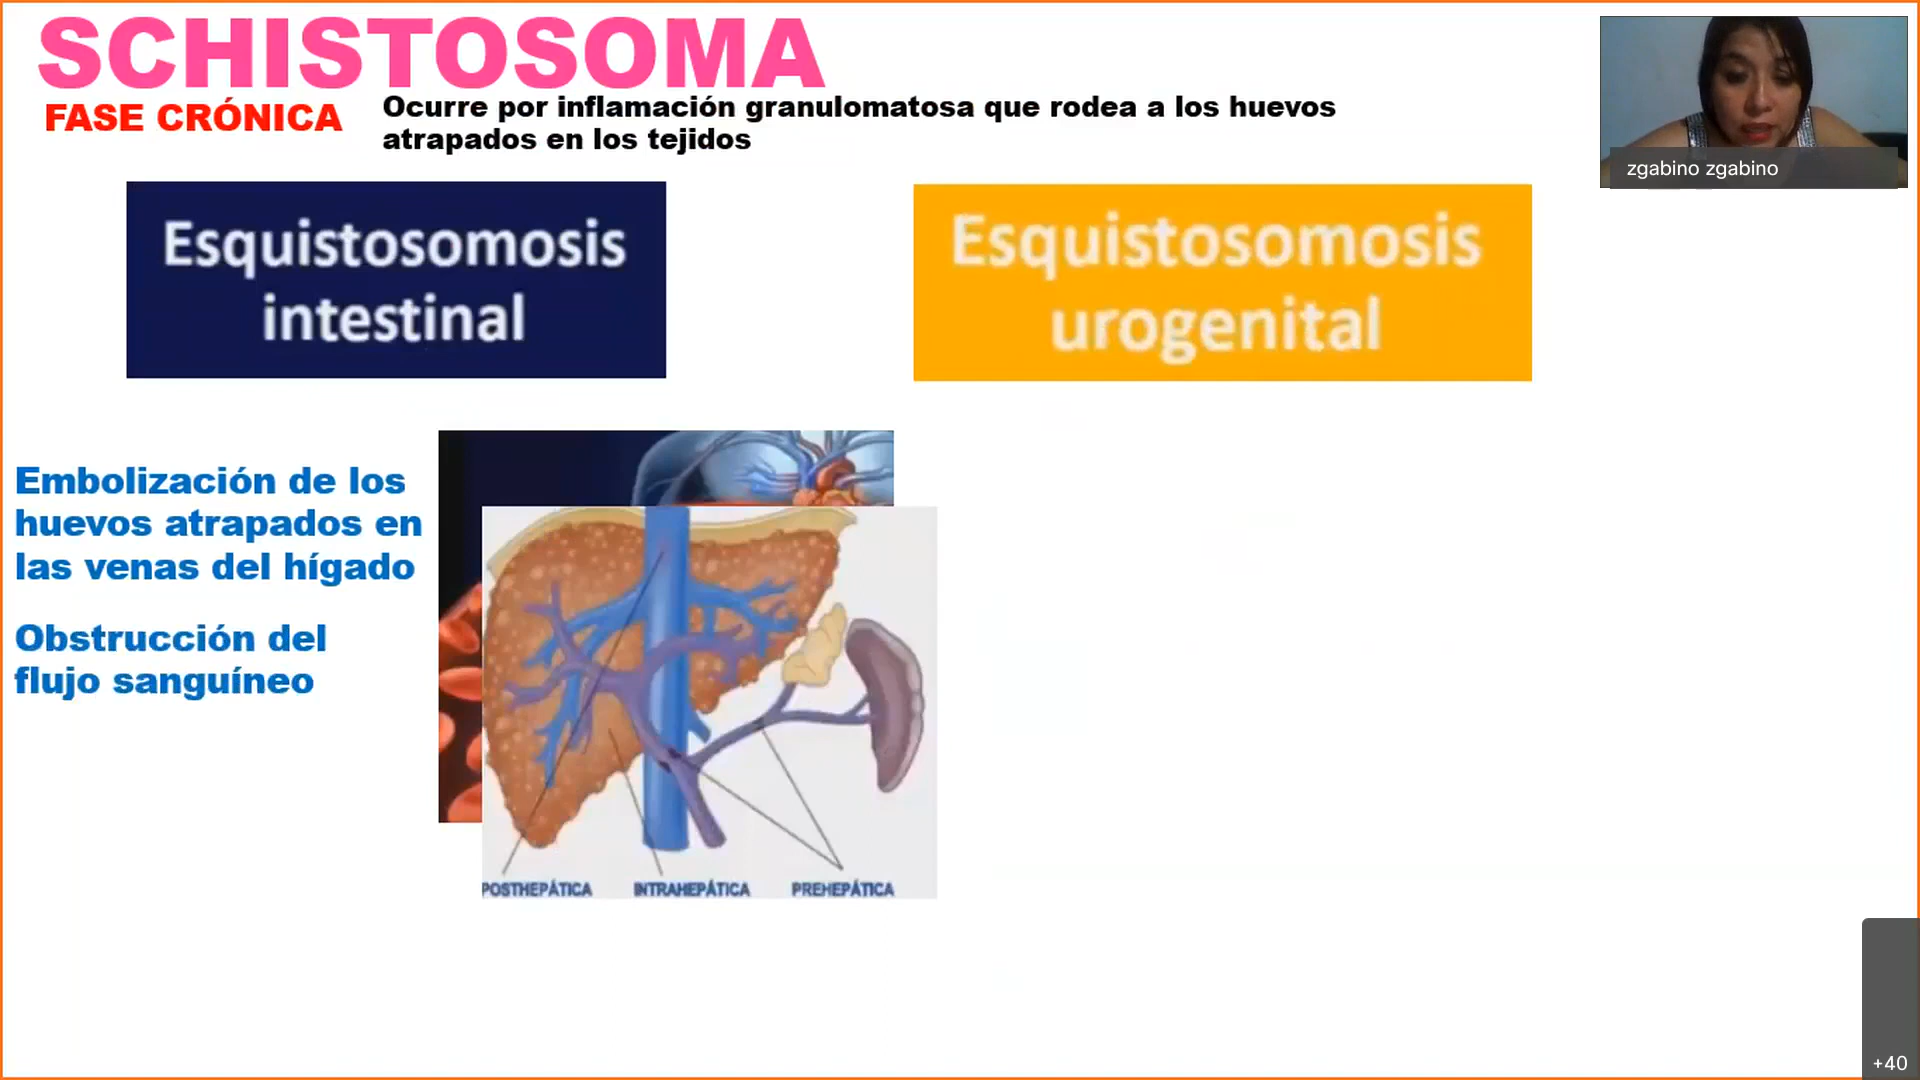 SCHISTOSOMA
FASE CRÓNICA
Ocurre por inflamación granulomatosa que rodea a los huevos
atrapados en los tejidos
zgabino zgabino
Esquistosomosis
intestinal
Esquistosomosis
urogenital
Embolización de los
huevos atrapados en
las venas del hígado
Obstrucción del
flujo sanguíneo
POSTHEPÁTICA INTRAHEPÁTICA PREHEPÁTICA
+40